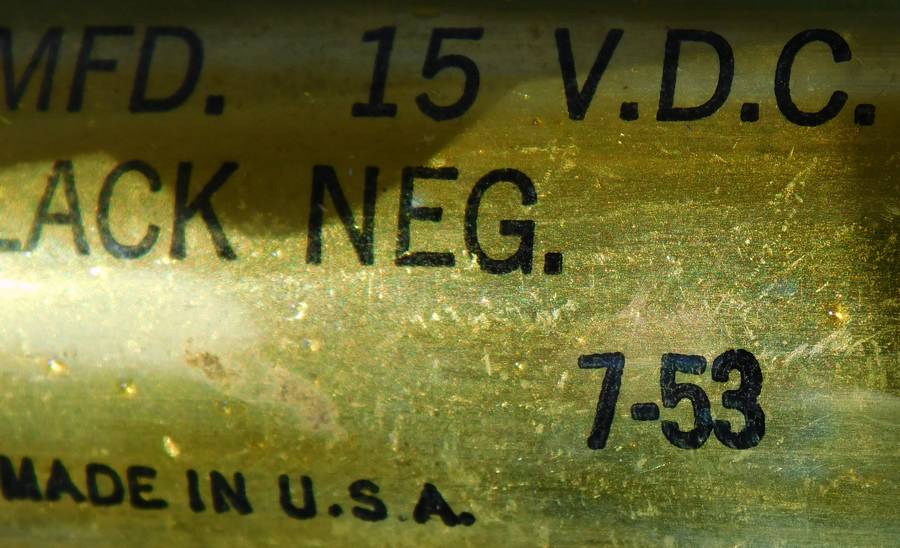 MFD. 15 V.D.C.
LACK NEG.
7-53
MADE IN U.S.A.